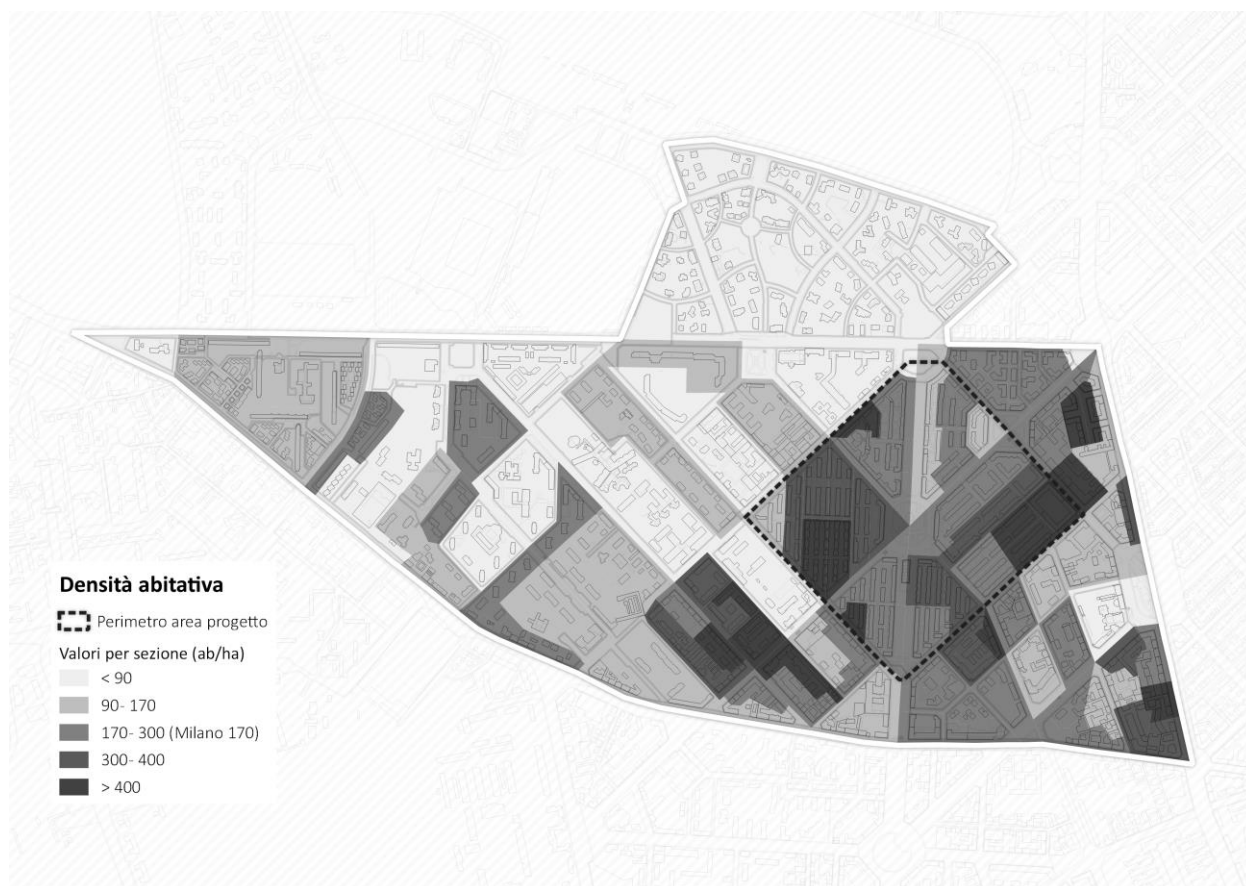 Densità abitativa
Perimetro area progetto
Valori per sezione (ab/ha)
< 90
90- 170
170- 300 (Milano 170)
300- 400
> 400